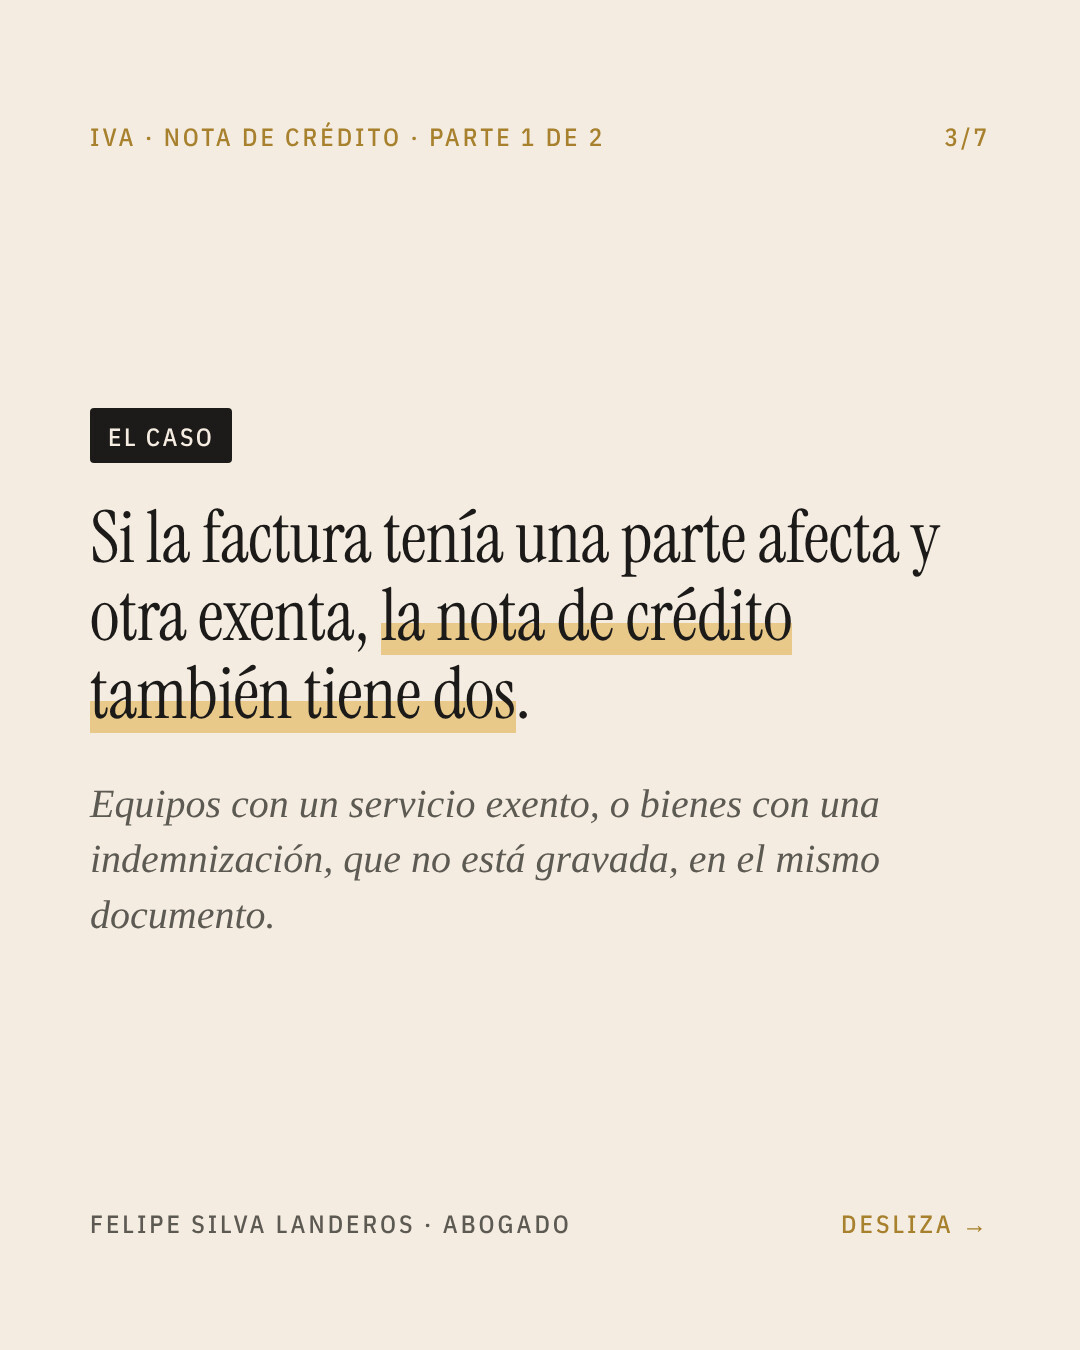 IVA · NOTA DE CRÉDITO · PARTE 1 DE 2
3/7
EL CASO
Si la factura tenía una parte afecta y
otra exenta, la nota de crédito
también tiene dos.
Equipos con un servicio exento, o bienes con una
indemnización, que no está gravada, en el mismo
documento.
FELIPE SILVA LANDEROS · ABOGADO
DESLIZA →